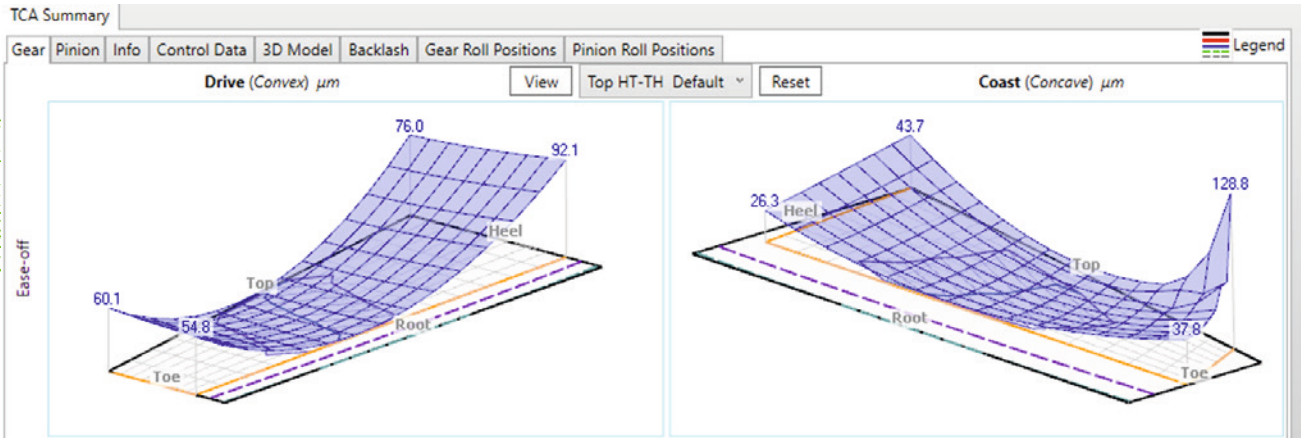 TCA Summary
Gear Pinion Info Control Data 3D Model Backlash Gear Roll Positions Pinion Roll Positions Legend
Drive (Convex) µm View Top HT-TH Default Reset Coast (Concave) µm
Ease-off
76.0
92.1
Heel
Top
60.1
54.8
Root
Toe
43.7
26.3
Heel
128.8
Top
Root
37.8
Toe